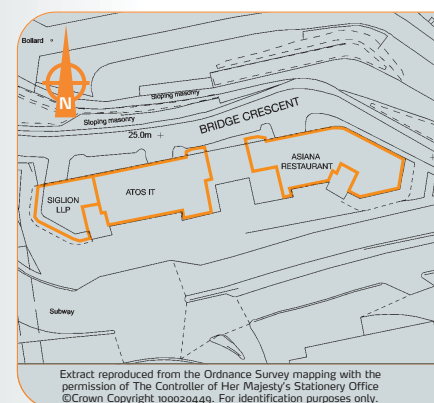 Bollard
N
Sloping masonry
Sloping masonry
25.0m
BRIDGE CRESCENT
ASIANA
RESTAURANT
ATOS IT
SIGLION
LLP
Subway
Extract reproduced from the Ordnance Survey mapping with the
permission of The Controller of Her Majesty's Stationery Office
©Crown Copyright 100020449. For identification purposes only.